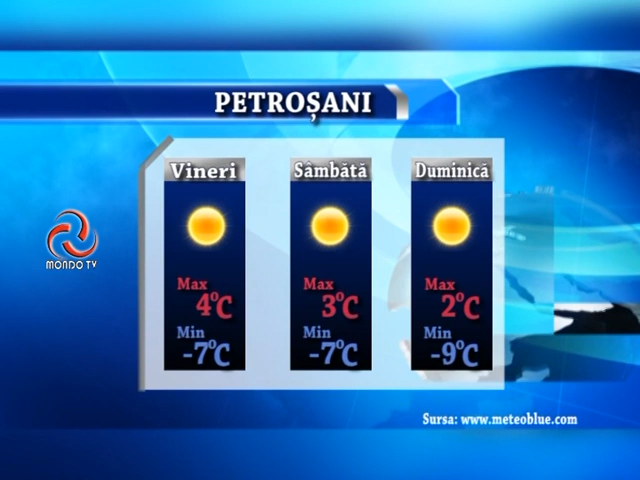 PETROȘANI
Vineri
Max
4°C
Min
-7°C
Sâmbătă
Max
3°C
Min
-7°C
Duminică
Max
2°C
Min
-9°C
MONDO TV
Sursa: www.meteoblue.com